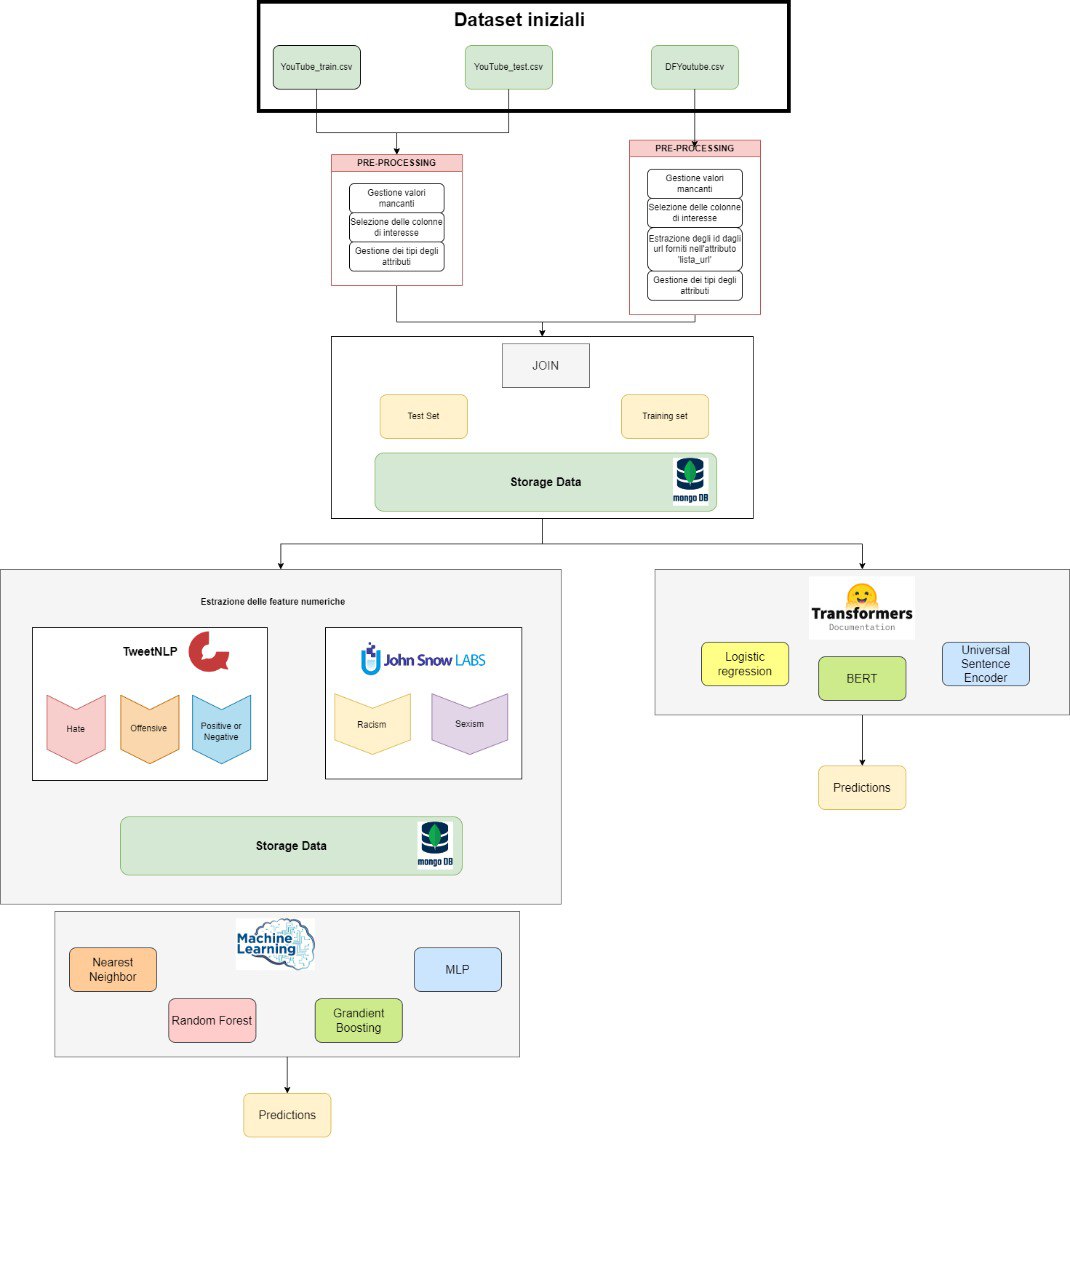 Dataset iniziali
YouTube_train.csv
YouTube_test.csv
DFYoutube.csv
PRE-PROCESSING
Gestione valori
mancanti
Selezione delle colonne
di interesse
Gestione dei tipi degli
attributi
PRE-PROCESSING
Gestione valori
mancanti
Selezione delle colonne
di interesse
Estrazione degli id dagli
url forniti nell'attributo
'lista_url'
Gestione dei tipi degli
attributi
JOIN
Test Set
Training set
Storage Data
mongo DB
Estrazione delle feature numeriche
TweetNLP
Hate
Offensive
Positive or
Negative
John Snow LABS
Racism
Sexism
Storage Data
mongo DB
Transformers
Documentation
Logistic
regression
BERT
Universal
Sentence
Encoder
Predictions
Machine
Learning
Nearest
Neighbor
Random Forest
Grandient
Boosting
MLP
Predictions